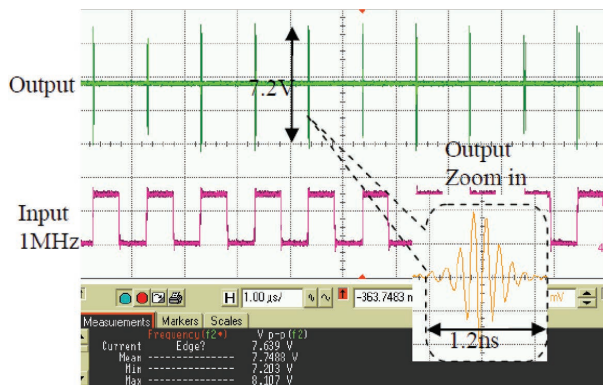 Output
7.2V
Output
Zoom in
Input
1MHz
4
H 1.00 µs/ -363.7483 mV
1.2ns
Measurements Markers Scales
Frequency(f2•) V p-p(f2)
Current Edge? 7.639 V
Mean --------------- 7.7488 V
Min --------------- 7.203 V
Max --------------- 8.107 V